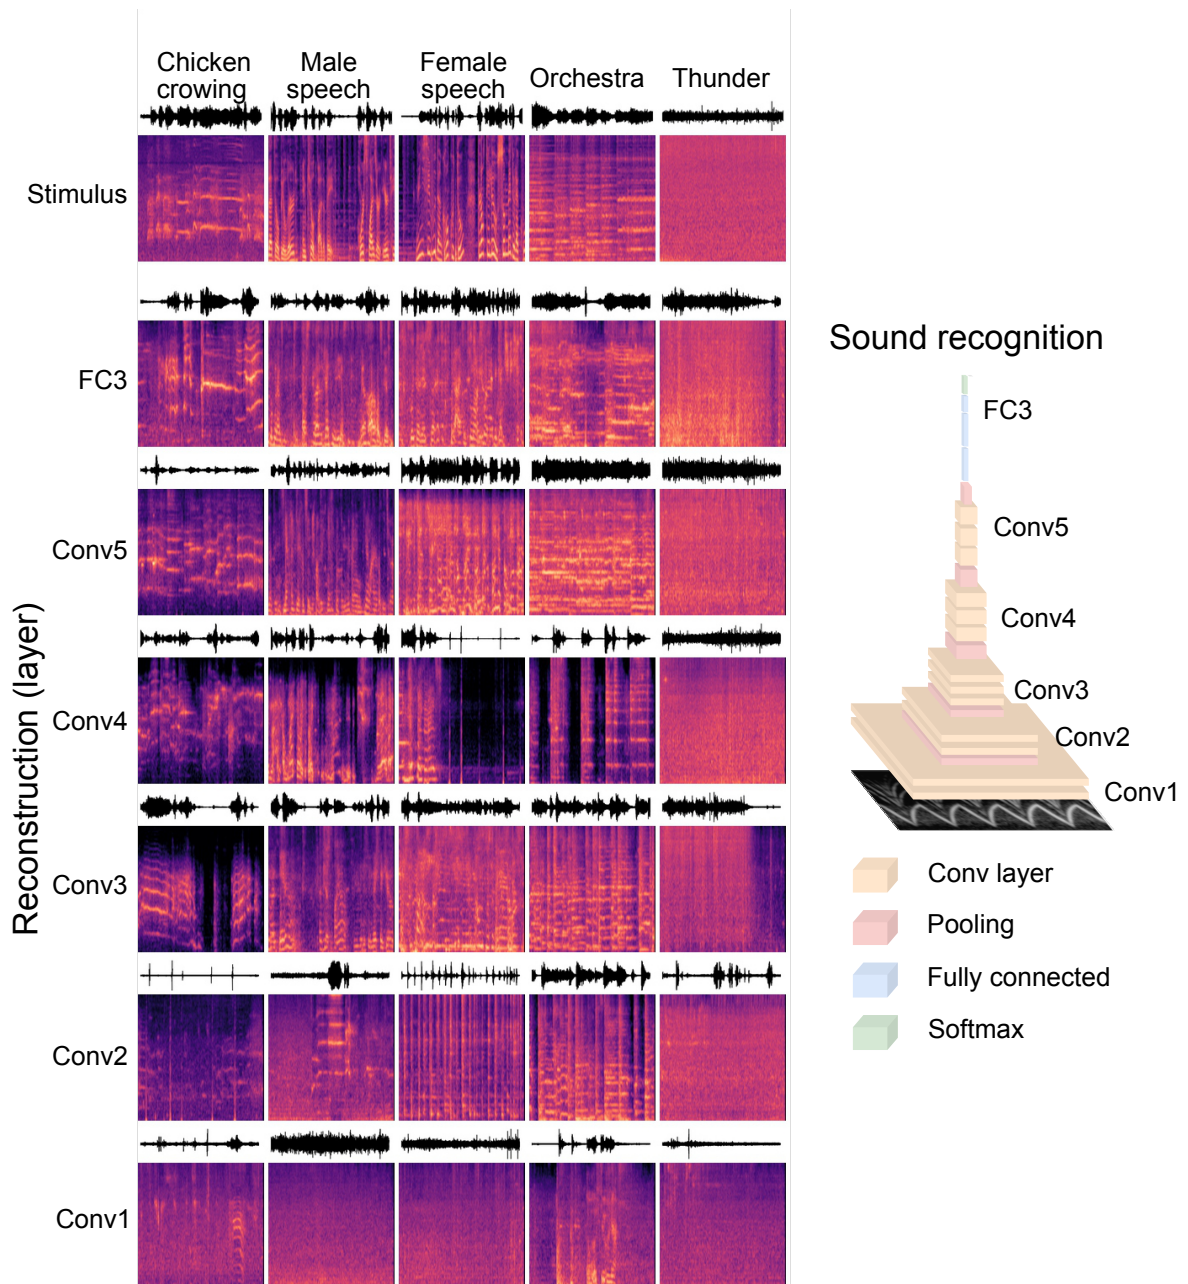 Chicken
crowing
Male
speech
Female
speech
Orchestra
Thunder
Stimulus
FC3
Conv5
Conv4
Conv3
Conv2
Conv1
Reconstruction (layer)
Sound recognition
FC3
Conv5
Conv4
Conv3
Conv2
Conv1
Conv layer
Pooling
Fully connected
Softmax